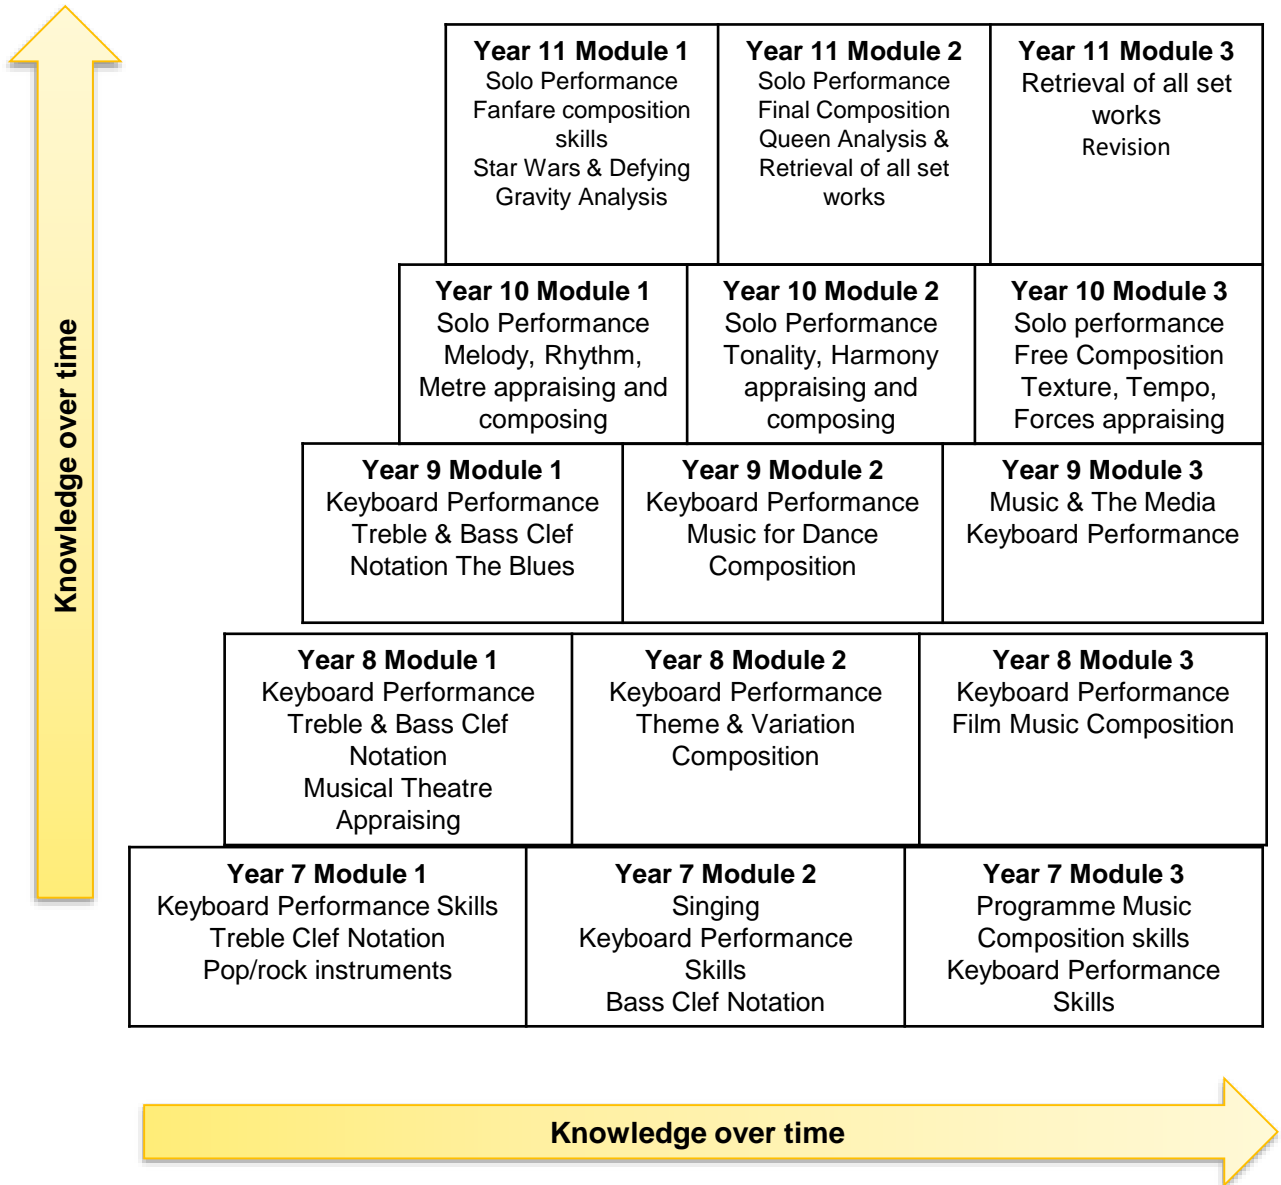 Knowledge over time
Year 11 Module 1
Solo Performance
Fanfare composition
skills
Star Wars & Defying
Gravity Analysis
Year 11 Module 2
Solo Performance
Final Composition
Queen Analysis &
Retrieval of all set
works
Year 11 Module 3
Retrieval of all set
works
Revision
Year 10 Module 1
Solo Performance
Melody, Rhythm,
Metre appraising and
composing
Year 10 Module 2
Solo Performance
Tonality, Harmony
appraising and
composing
Year 10 Module 3
Solo performance
Free Composition
Texture, Tempo,
Forces appraising
Year 9 Module 1
Keyboard Performance
Treble & Bass Clef
Notation The Blues
Year 9 Module 2
Keyboard Performance
Music for Dance
Composition
Year 9 Module 3
Music & The Media
Keyboard Performance
Year 8 Module 1
Keyboard Performance
Treble & Bass Clef
Notation
Musical Theatre
Appraising
Year 8 Module 2
Keyboard Performance
Theme & Variation
Composition
Year 8 Module 3
Keyboard Performance
Film Music Composition
Year 7 Module 1
Keyboard Performance Skills
Treble Clef Notation
Pop/rock instruments
Year 7 Module 2
Singing
Keyboard Performance
Skills
Bass Clef Notation
Year 7 Module 3
Programme Music
Composition skills
Keyboard Performance
Skills
Knowledge over time